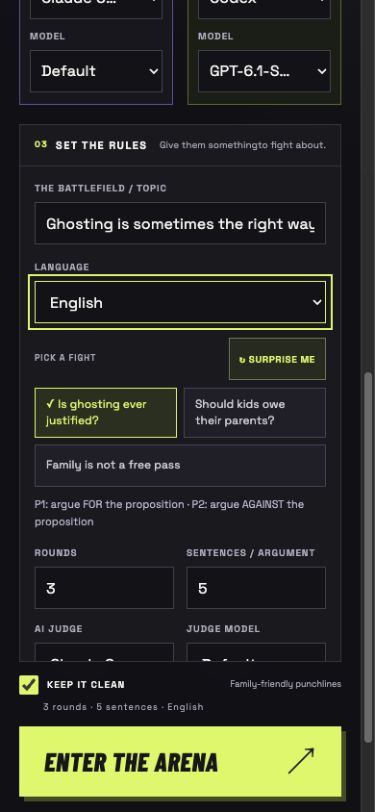 MODEL
MODEL
Default
GPT-6.1-S...
03 SET THE RULES
Give them somethingto fight about.
THE BATTLEFIELD / TOPIC
Ghosting is sometimes the right way
LANGUAGE
English
PICK A FIGHT
↻ SURPRISE ME
✓ Is ghosting ever
justified?
Should kids owe
their parents?
Family is not a free pass
P1: argue FOR the proposition · P2: argue AGAINST the
proposition
ROUNDS
SENTENCES / ARGUMENT
3
5
AI JUDGE
JUDGE MODEL
KEEP IT CLEAN
Family-friendly punchlines
3 rounds · 5 sentences · English
ENTER THE ARENA